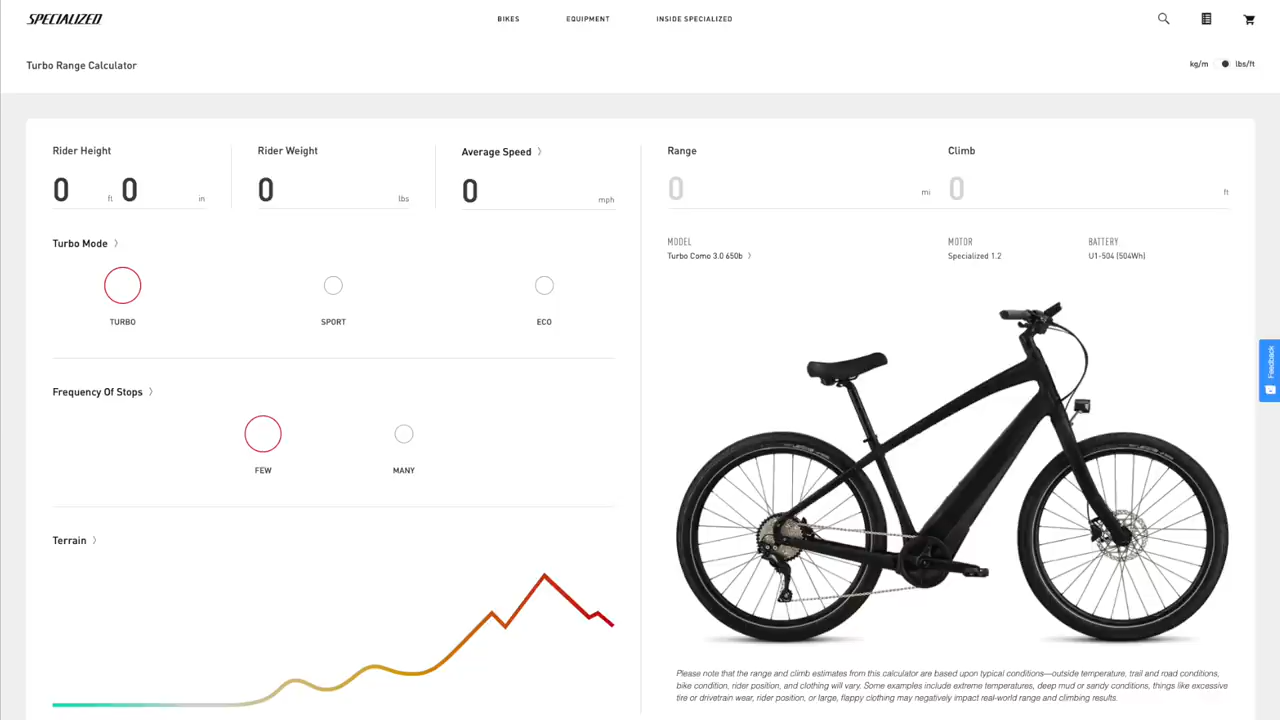 SPECIALIZED
BIKES EQUIPMENT INSIDE SPECIALIZED
Turbo Range Calculator
kg/m lbs/ft
Rider Height
0 ft 0 in
Rider Weight
0 lbs
Average Speed
0 mph
Range
0 mi
Climb
0 ft
Turbo Mode
TURBO SPORT ECO
Frequency Of Stops
FEW MANY
Terrain
MODEL
Turbo Como 3.0 650b
MOTOR
Specialized 1.2
BATTERY
U1-504 (504Wh)
Feedback
Please note that the range and climb estimates from this calculator are based upon typical conditions—outside temperature, trail and road conditions,
bike condition, rider position, and clothing will vary. Some examples include extreme temperatures, deep mud or sandy conditions, things like excessive
tire or drivetrain wear, rider position, or large, flappy clothing may negatively impact real-world range and climbing results.